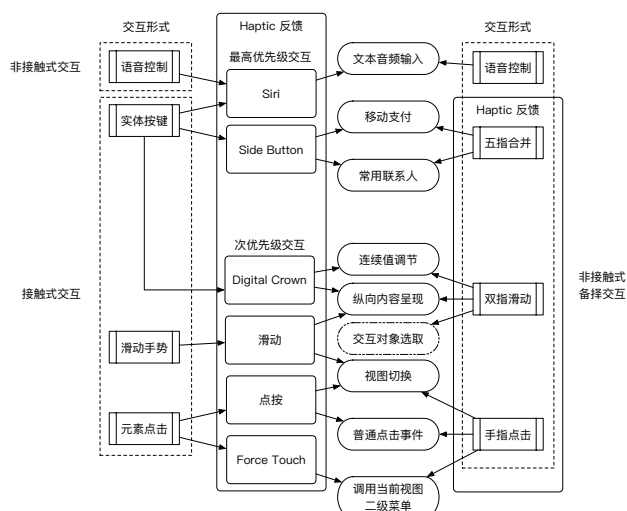 交互形式
Haptic 反馈
交互形式
非接触式交互
语音控制
最高优先级交互
文本音频输入
语音控制
Siri
实体按键
移动支付
Haptic 反馈
Side Button
五指合并
常用联系人
次优先级交互
连续值调节
Digital Crown
接触式交互
纵向内容呈现
双指滑动
非接触式
备择交互
滑动手势
滑动
交互对象选取
视图切换
点按
元素点击
普通点击事件
手指点击
Force Touch
调用当前视图
二级菜单